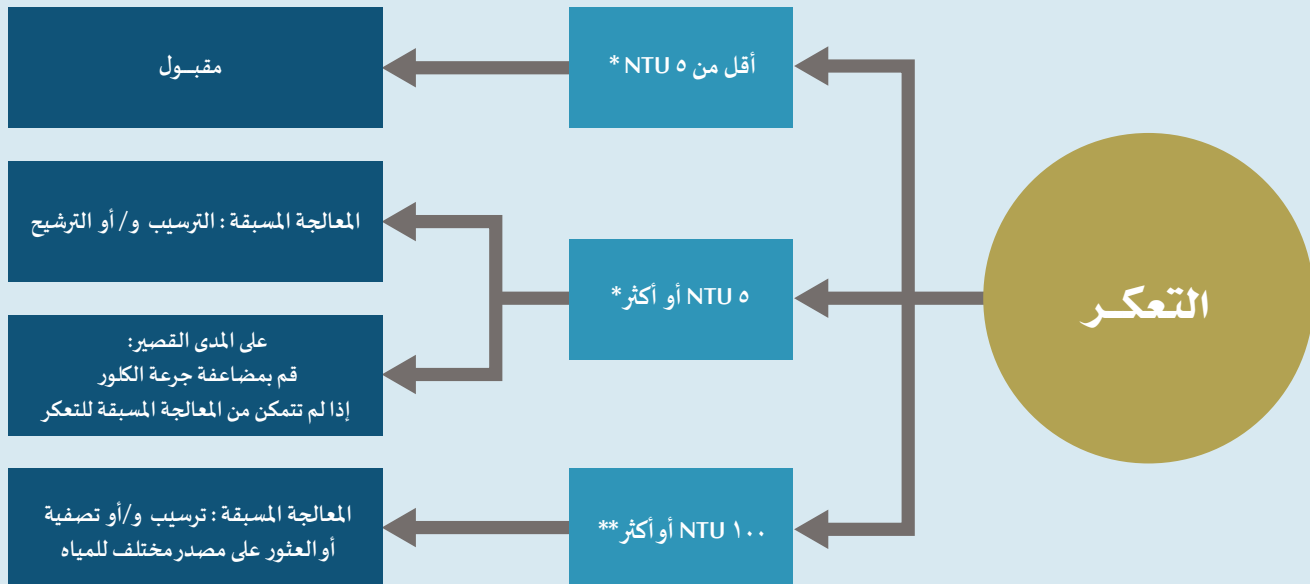 التعكـر
أقل من ٥ NTU *
مقبـول
٥ NTU أو أكثر*
المعالجة المسبقة : الترسيب و/ أو الترشيح
على المدى القصير:
قم بمضاعفة جرعة الكلور
إذا لم تتمكن من المعالجة المسبقة للتعكر
١٠٠ NTU أو أكثر**
المعالجة المسبقة : ترسيب و/أو تصفية
أو العثور على مصدر مختلف للمياه